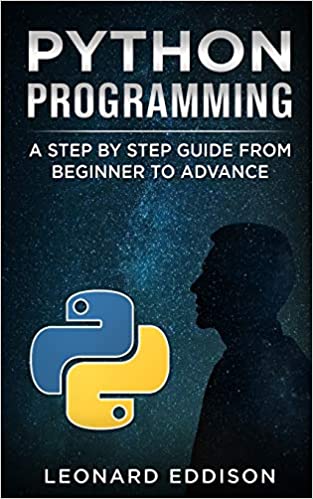 PYTHON
PROGRAMMING
A STEP BY STEP GUIDE FROM
BEGINNER TO ADVANCE
LEONARD EDDISON